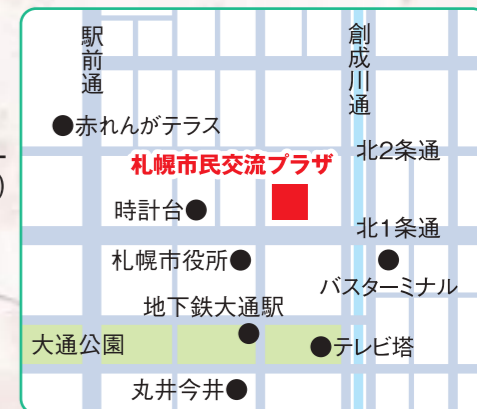 駅前通
創成川通
●赤れんがテラス
北2条通
札幌市民交流プラザ
時計台●
北1条通
札幌市役所●
バスターミナル
地下鉄大通駅
大通公園
●テレビ塔
丸井今井●
)